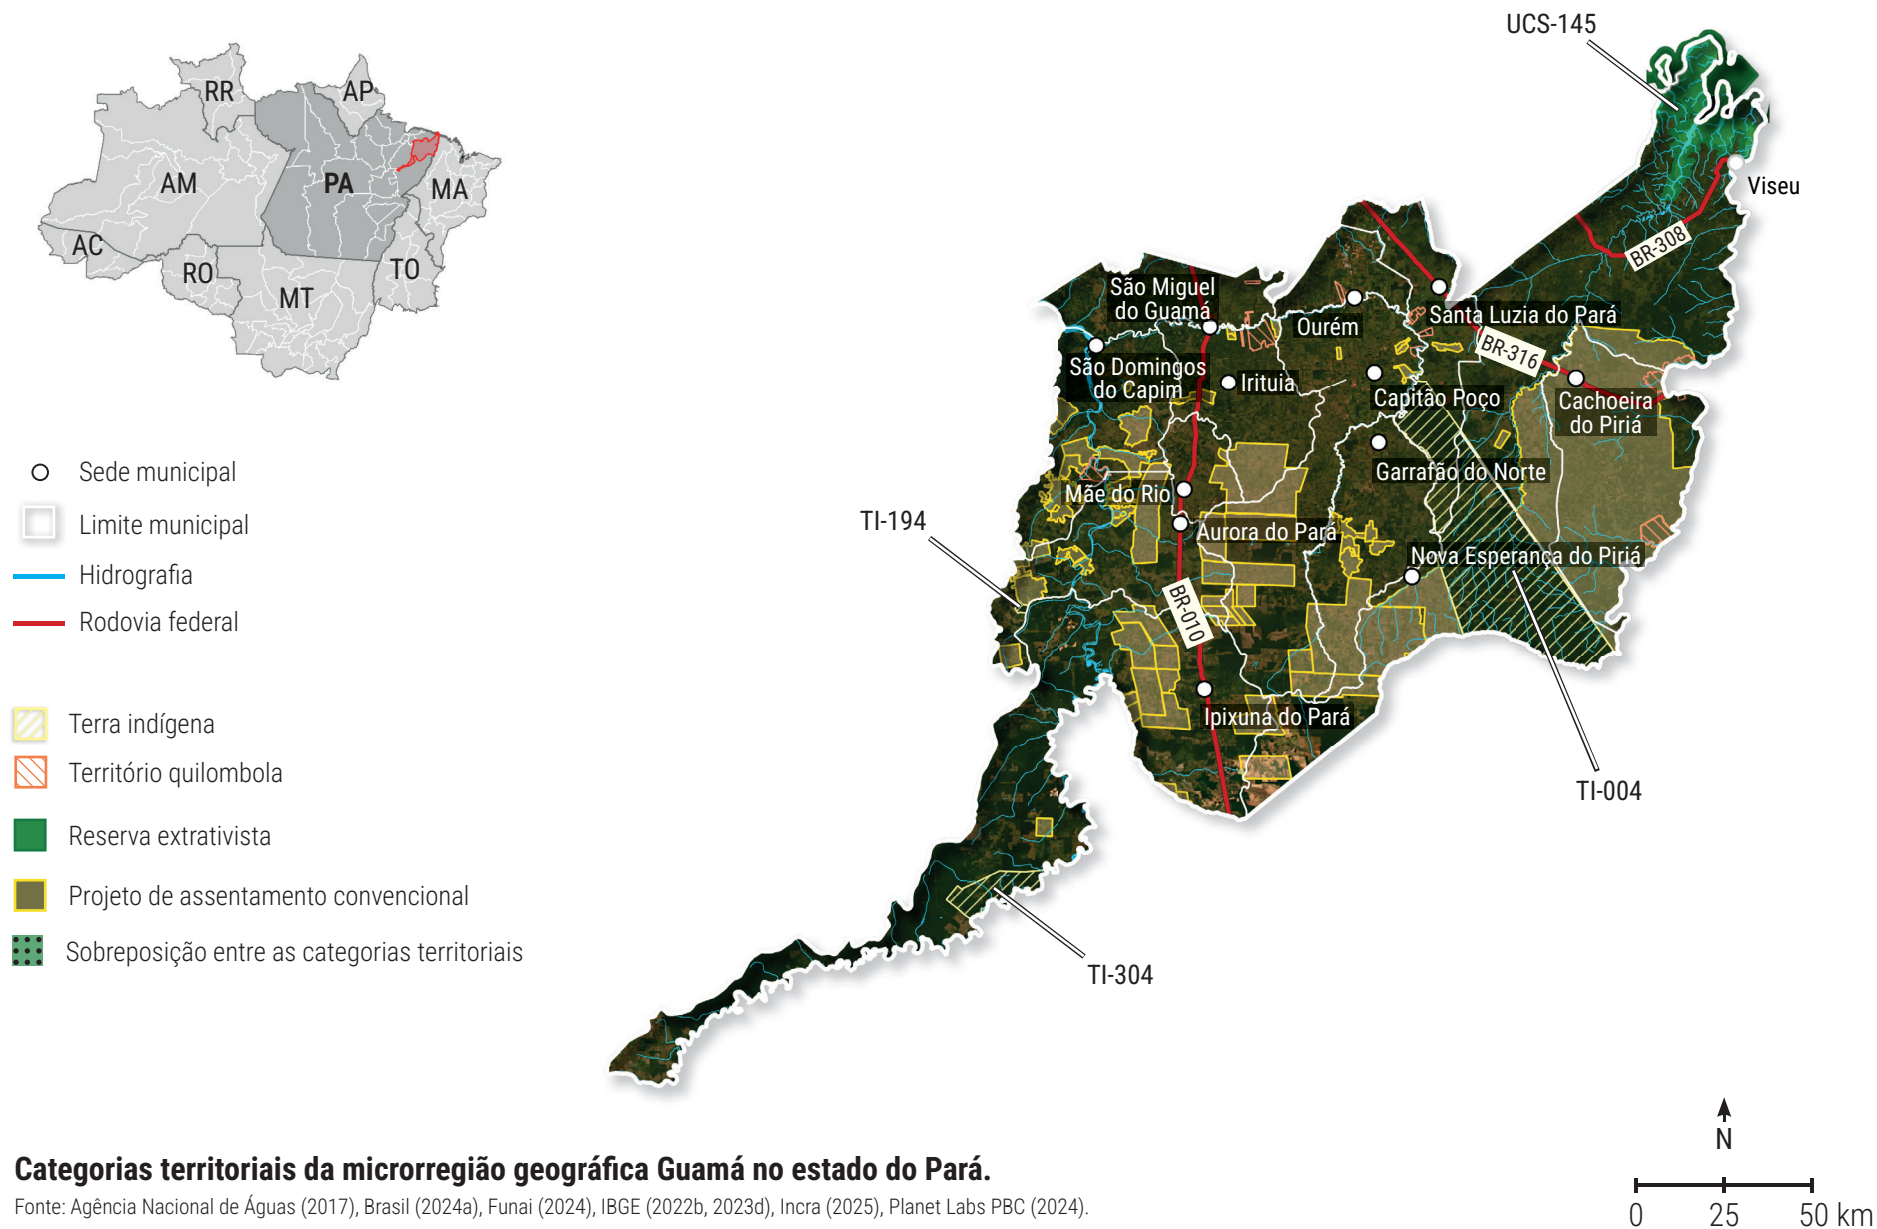 UCS-145
RR
AP
AM
PA
MA
AC
RO
TO
MT
Viseu
BR-308
São Miguel
do Guamá
Ourém
Santa Luzia do Pará
BR-316
São Domingos
do Capim
Irituia
Capitão Poço
Cachoeira
do Piriá
Garrafão do Norte
Mãe do Rio
Aurora do Pará
TI-194
Nova Esperança do Piriá
BR-010
Ipixuna do Pará
TI-004
TI-304
Sede municipal
Limite municipal
Hidrografia
Rodovia federal
Terra indígena
Território quilombola
Reserva extrativista
Projeto de assentamento convencional
Sobreposição entre as categorias territoriais
N
0 25 50 km
Categorias territoriais da microrregião geográfica Guamá no estado do Pará.
Fonte: Agência Nacional de Águas (2017), Brasil (2024a), Funai (2024), IBGE (2022b, 2023d), Incra (2025), Planet Labs PBC (2024).